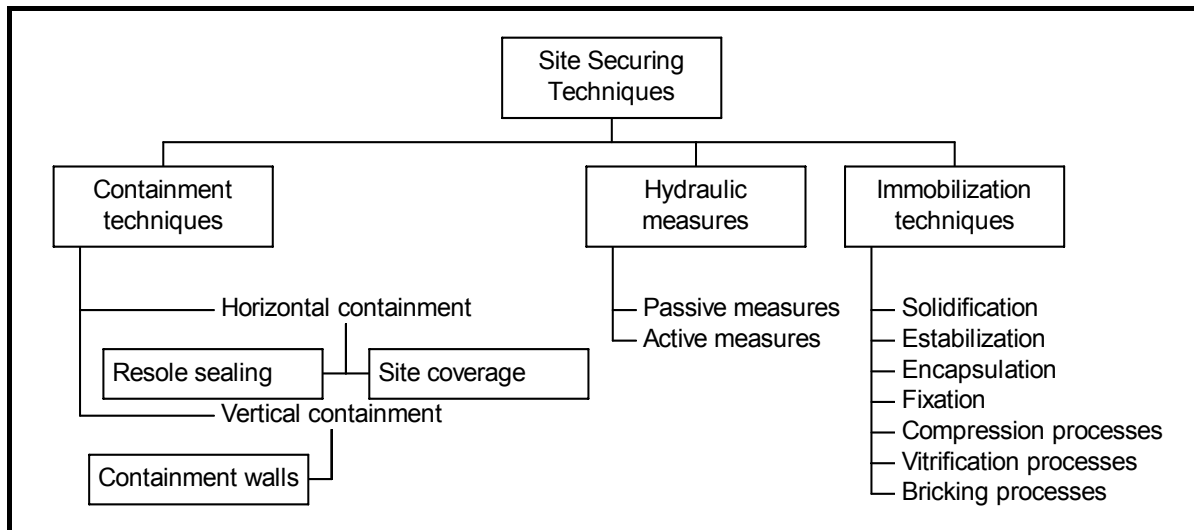 Site Securing
Techniques
Containment
techniques
Hydraulic
measures
Immobilization
techniques
Horizontal containment
Resole sealing
Site coverage
Vertical containment
Containment walls
Passive measures
Active measures
Solidification
Estabilization
Encapsulation
Fixation
Compression processes
Vitrification processes
Bricking processes